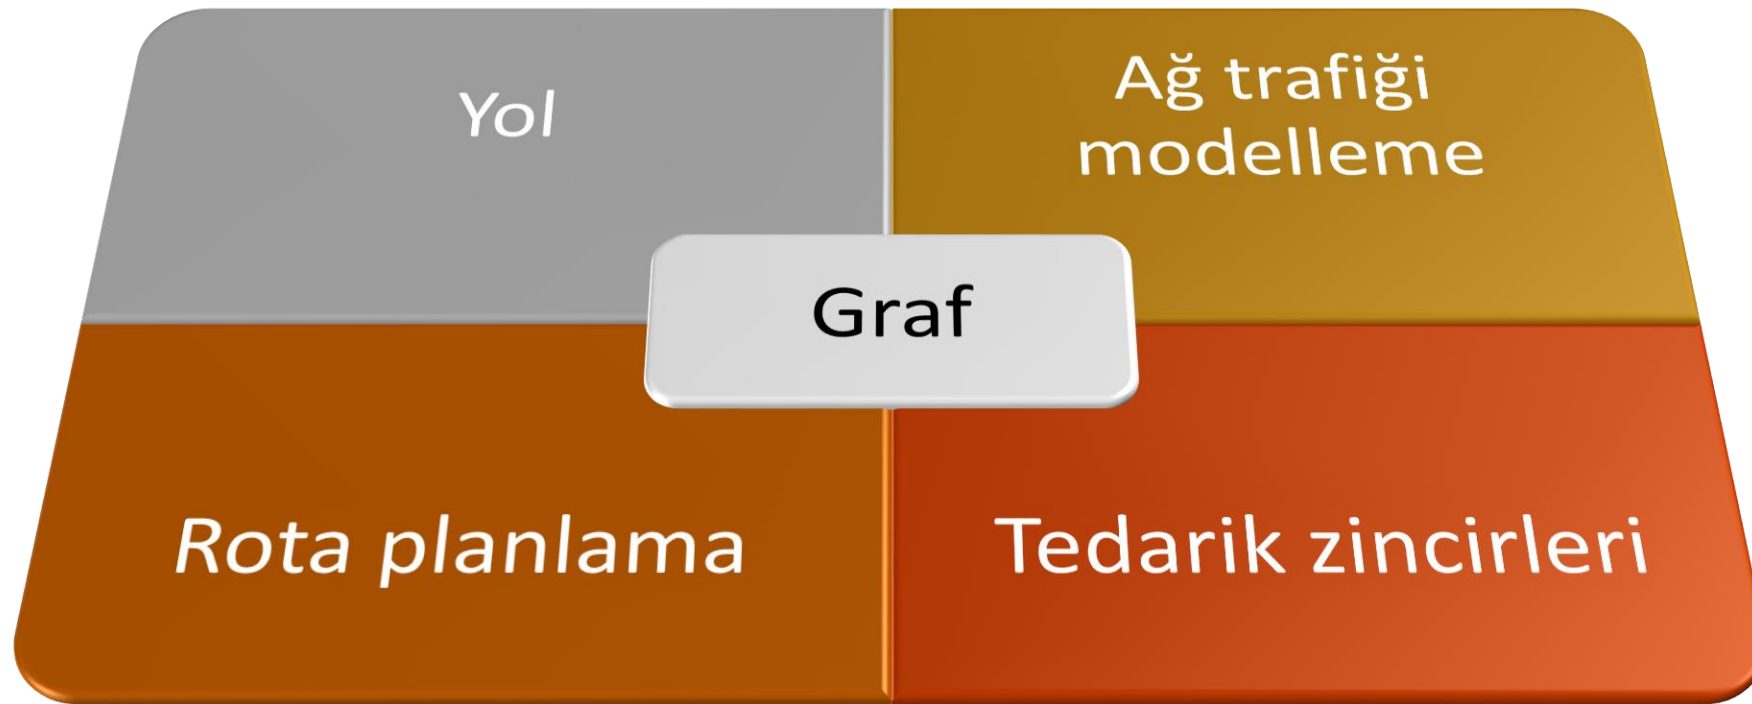 Yol
Ağ trafiği
modelleme
Graf
Rota planlama
Tedarik zincirleri